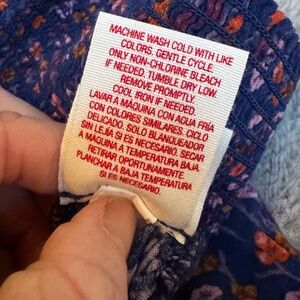 MACHINE WASH COLD WITH LIKE
COLORS. GENTLE CYCLE
ONLY NON-CHLORINE BLEACH
IF NEEDED. TUMBLE DRY LOW.
REMOVE PROMPTLY.
COOL IRON IF NEEDED
LAVAR A MAQUINA CON AGUA FRIA
CON COLORES SIMILARES. CICLO
DELICADO. SOLO BLANQUEADOR
SIN LEJÍA SI ES NECESARIO. SECAR
A MAQUINA A TEMPERATURA BAJA.
RETIRAR OPORTUNAMENTE.
PLANCHAR A BAJA TEMPERATURA
SI ES NECESARIO.